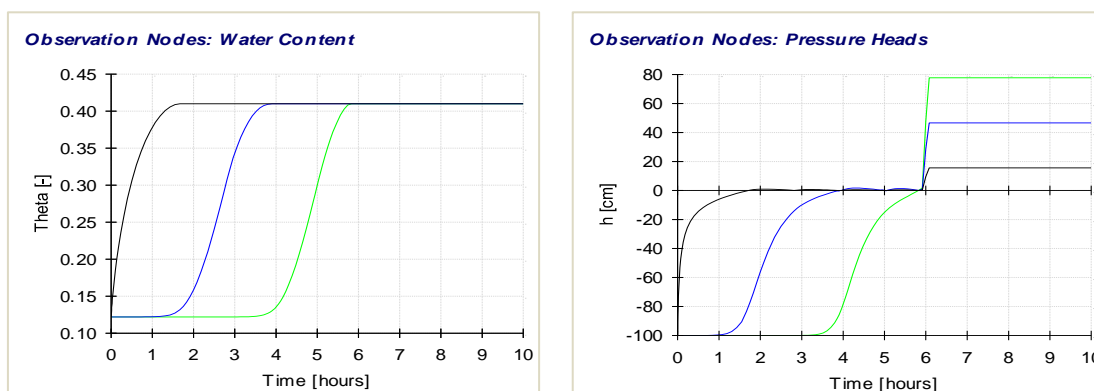 Observation Nodes: Water Content
0.45
0.40
0.35
0.30
0.25
0.20
0.15
0.10
Theta [-]
0 1 2 3 4 5 6 7 8 9 10
Time [hours]
Observation Nodes: Pressure Heads
80
60
40
20
0
-20
-40
-60
-80
-100
h [cm]
0 1 2 3 4 5 6 7 8 9 10
Time [hours]